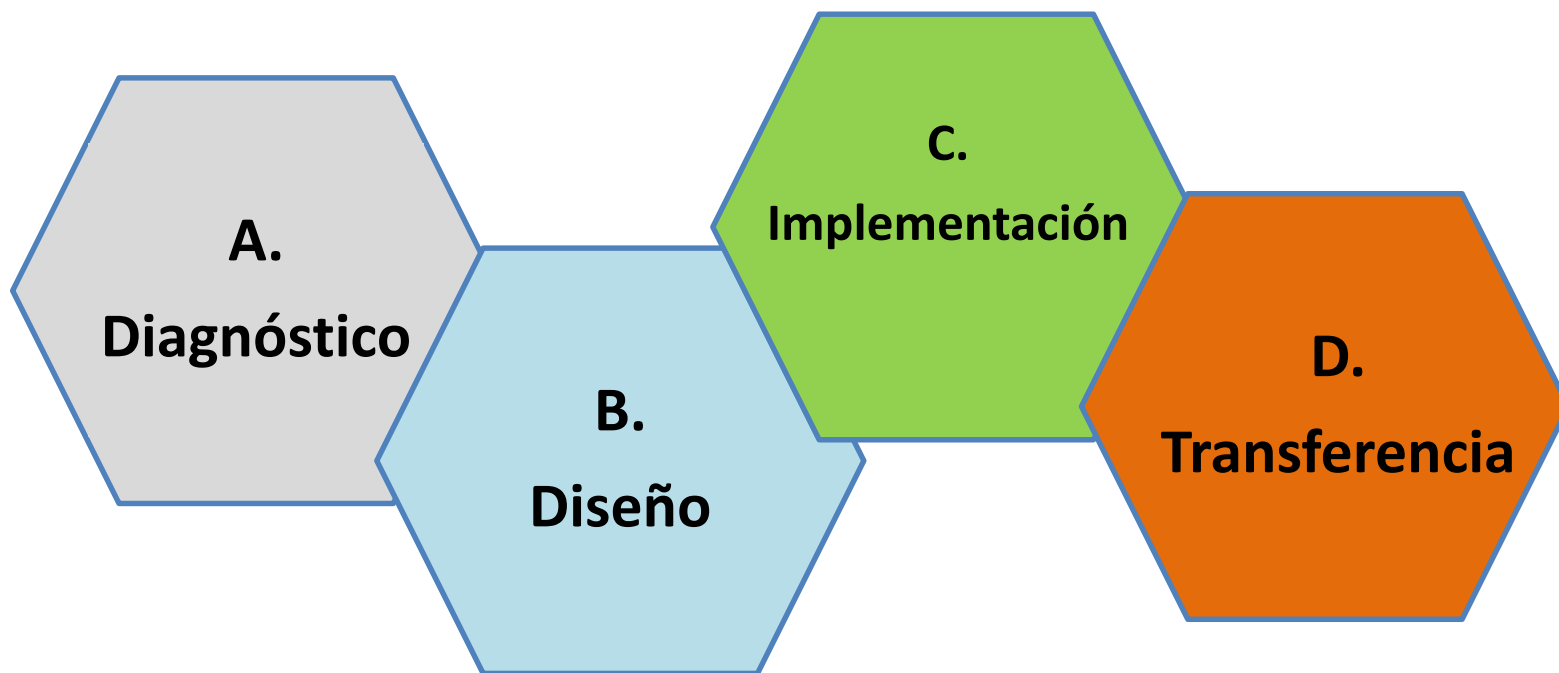 A.
Diagnóstico
B.
Diseño
C.
Implementación
D.
Transferencia